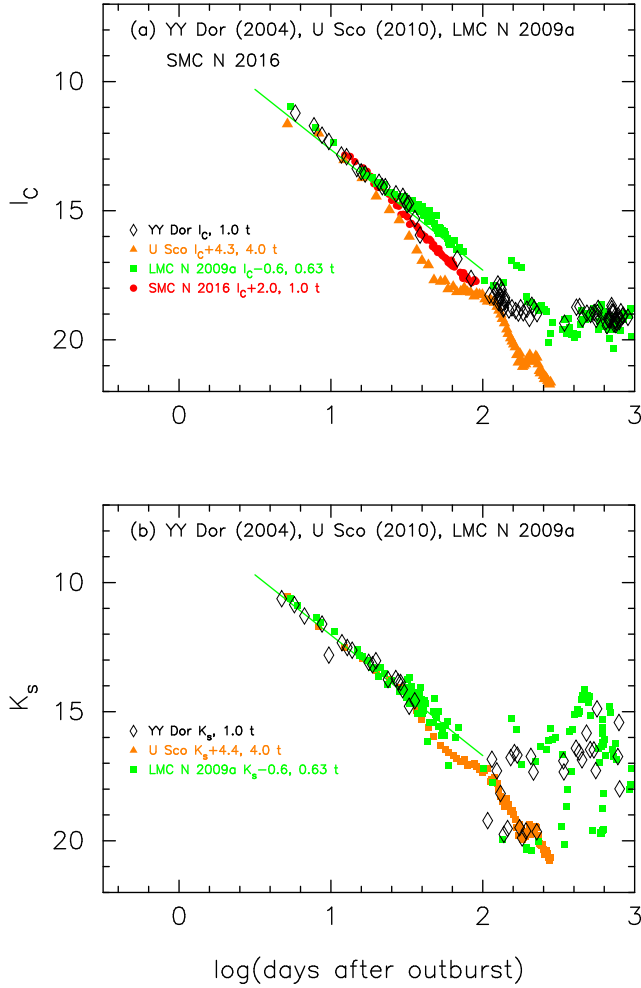 (a) YY Dor (2004), U Sco (2010), LMC N 2009a
SMC N 2016
10
15
20
I_C
YY Dor I_C, 1.0 t
U Sco I_C+4.3, 4.0 t
LMC N 2009a I_C−0.6, 0.63 t
SMC N 2016 I_C+2.0, 1.0 t
0 1 2 3
(b) YY Dor (2004), U Sco (2010), LMC N 2009a
10
15
20
K_s
YY Dor K_s, 1.0 t
U Sco K_s+4.4, 4.0 t
LMC N 2009a K_s−0.6, 0.63 t
0 1 2 3
log(days after outburst)